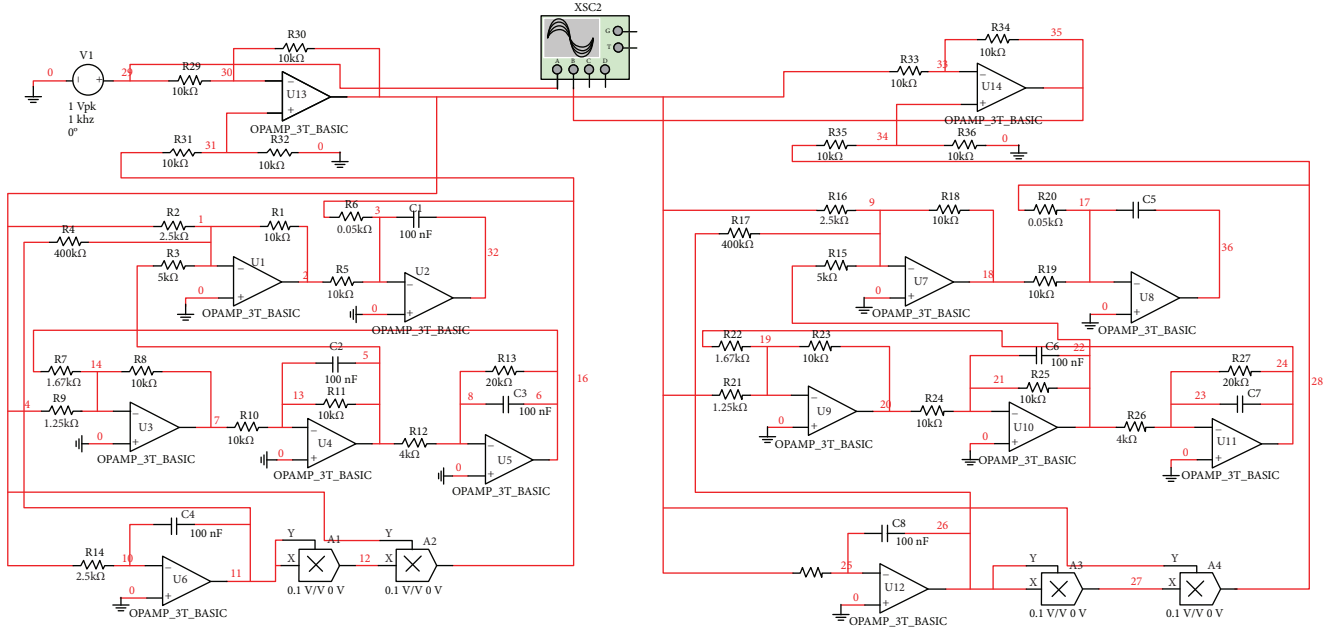 XSC2
G
T
A B C D
V1
0
29
1 Vpk
1 khz
0°
R29
10kΩ
30
R30
10kΩ
U13
OPAMP_3T_BASIC
R31
10kΩ
31
R32
10kΩ
0
R33
10kΩ
33
R34
10kΩ
35
U14
OPAMP_3T_BASIC
R35
10kΩ
34
R36
10kΩ
0
R2
2.5kΩ
1
R1
10kΩ
R4
400kΩ
R3
5kΩ
U1
0
OPAMP_3T_BASIC
2
R6
0.05kΩ
3
C1
100 nF
32
R5
10kΩ
U2
0
OPAMP_3T_BASIC
R16
2.5kΩ
9
R18
10kΩ
R17
400kΩ
R15
5kΩ
U7
0
OPAMP_3T_BASIC
18
R20
0.05kΩ
17
C5
36
R19
10kΩ
U8
0
OPAMP_3T_BASIC
R7
1.67kΩ
14
R8
10kΩ
4
R9
1.25kΩ
U3
0
OPAMP_3T_BASIC
7
R10
10kΩ
C2
100 nF
5
13
R11
10kΩ
U4
0
OPAMP_3T_BASIC
R12
4kΩ
R13
20kΩ
8
C3
6
100 nF
U5
0
OPAMP_3T_BASIC
16
R22
1.67kΩ
19
R23
10kΩ
R21
1.25kΩ
U9
0
OPAMP_3T_BASIC
20
R24
10kΩ
C6
100 nF
22
21
R25
10kΩ
U10
0
OPAMP_3T_BASIC
R26
4kΩ
R27
20kΩ
24
23
C7
U11
0
OPAMP_3T_BASIC
28
C4
100 nF
R14
2.5kΩ
10
U6
0
OPAMP_3T_BASIC
11
Y
X
A1
0.1 V/V 0 V
12
Y
X
A2
0.1 V/V 0 V
C8
100 nF
26
25
U12
0
OPAMP_3T_BASIC
Y
X
A3
0.1 V/V 0 V
27
Y
X
A4
0.1 V/V 0 V